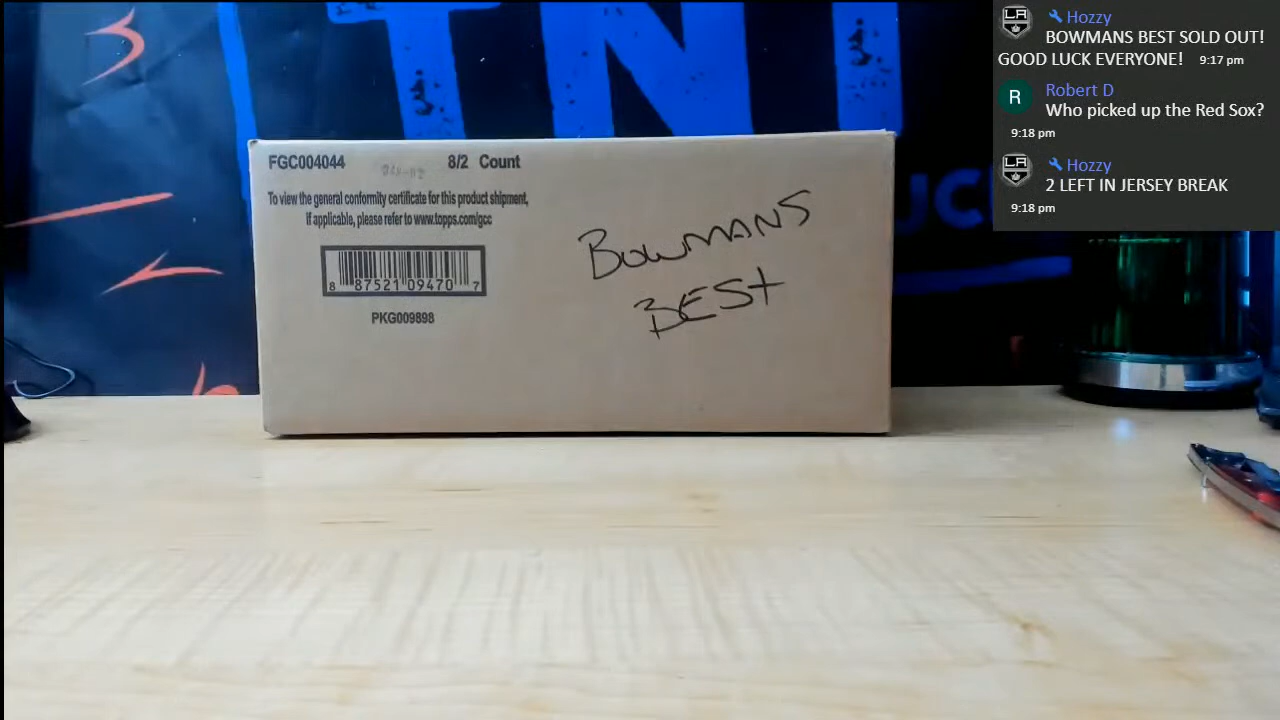 TNT
FGC004044
8/2 Count
To view the general conformity certificate for this product shipment,
if applicable, please refer to www.topps.com/gcc
8 87521 09470 7
PKG009898
BOWMANS
BEST
LA
Hozzy
BOWMANS BEST SOLD OUT!
GOOD LUCK EVERYONE! 9:17 pm
R
Robert D
Who picked up the Red Sox?
9:18 pm
LA
Hozzy
2 LEFT IN JERSEY BREAK
9:18 pm